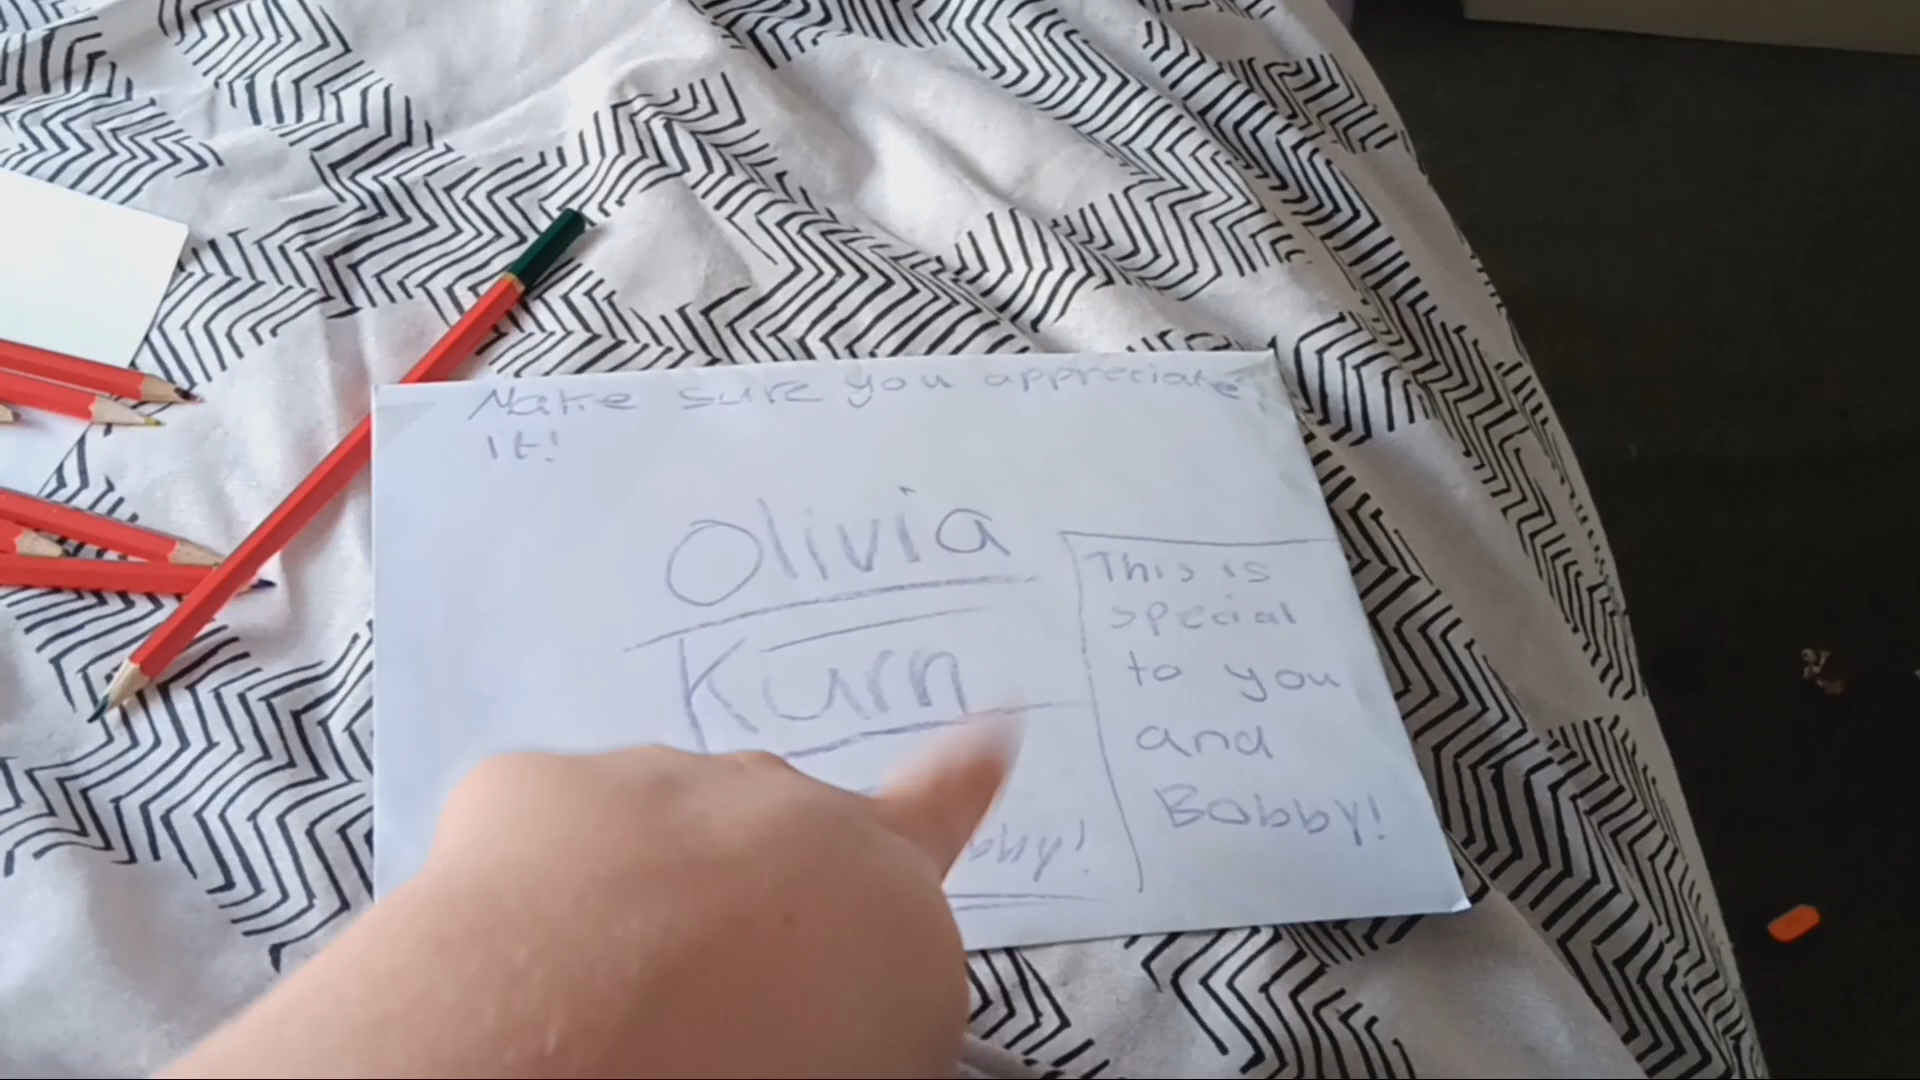 Make sure you appreciate
it!
Olivia
Kurn
This is
special
to you
and
Bobby!